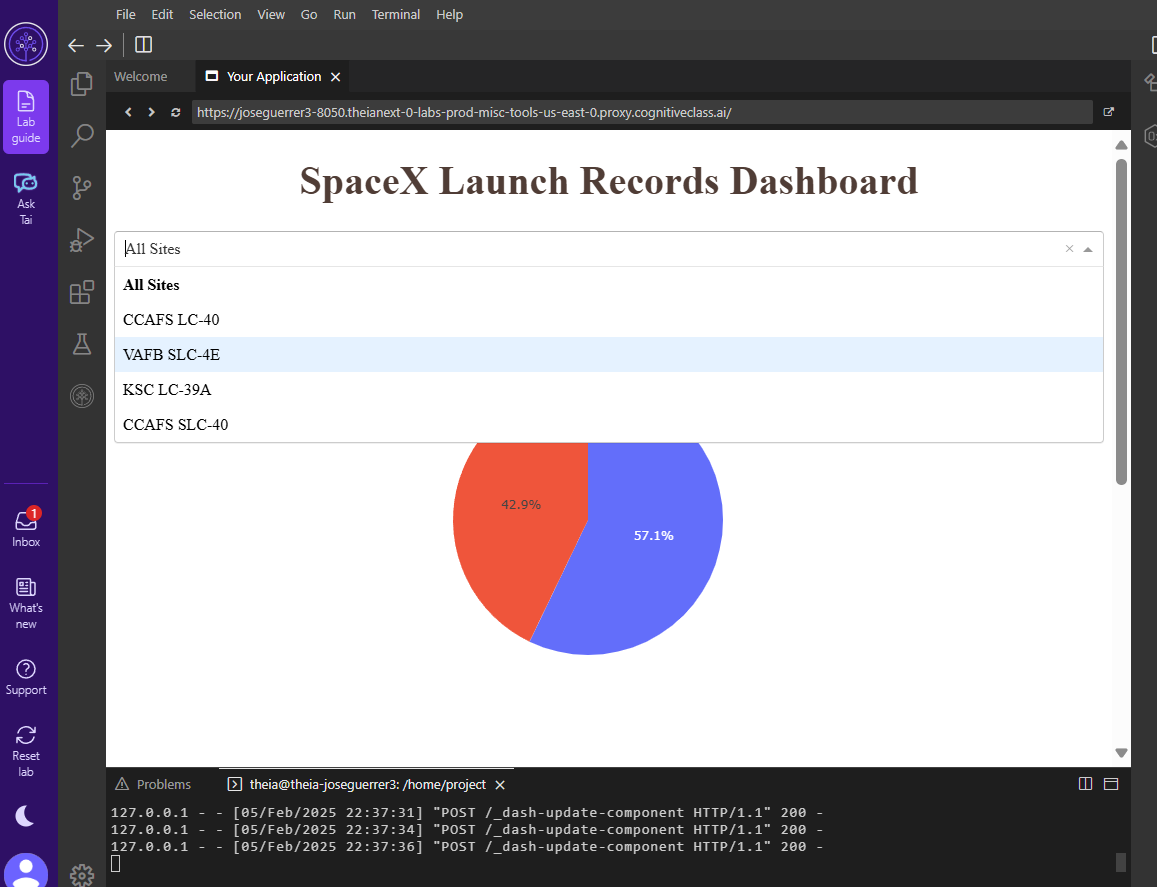 File Edit Selection View Go Run Terminal Help
Welcome
Your Application
https://joseguerrer3-8050.theianext-0-labs-prod-misc-tools-us-east-0.proxy.cognitiveclass.ai/
Lab
guide
Ask
Tai
1
Inbox
What's
new
Support
Reset
lab
SpaceX Launch Records Dashboard
All Sites
All Sites
CCAFS LC-40
VAFB SLC-4E
KSC LC-39A
CCAFS SLC-40
42.9%
57.1%
Problems
theia@theia-joseguerrer3: /home/project
127.0.0.1 - - [05/Feb/2025 22:37:31] "POST /_dash-update-component HTTP/1.1" 200 -
127.0.0.1 - - [05/Feb/2025 22:37:34] "POST /_dash-update-component HTTP/1.1" 200 -
127.0.0.1 - - [05/Feb/2025 22:37:36] "POST /_dash-update-component HTTP/1.1" 200 -